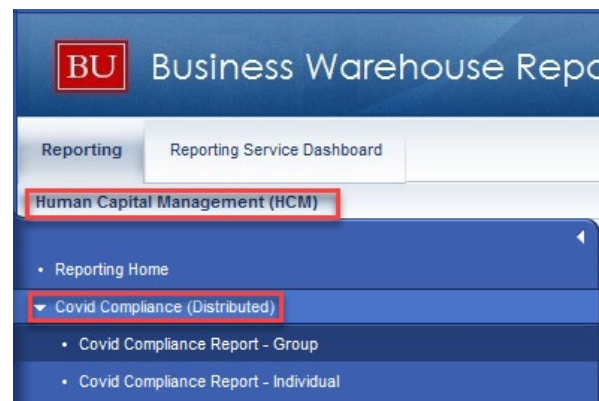 BU Business Warehouse
Reporting Reporting Service Dashboard
Human Capital Management (HCM)
• Reporting Home
Covid Compliance (Distributed)
• Covid Compliance Report - Group
• Covid Compliance Report - Individual